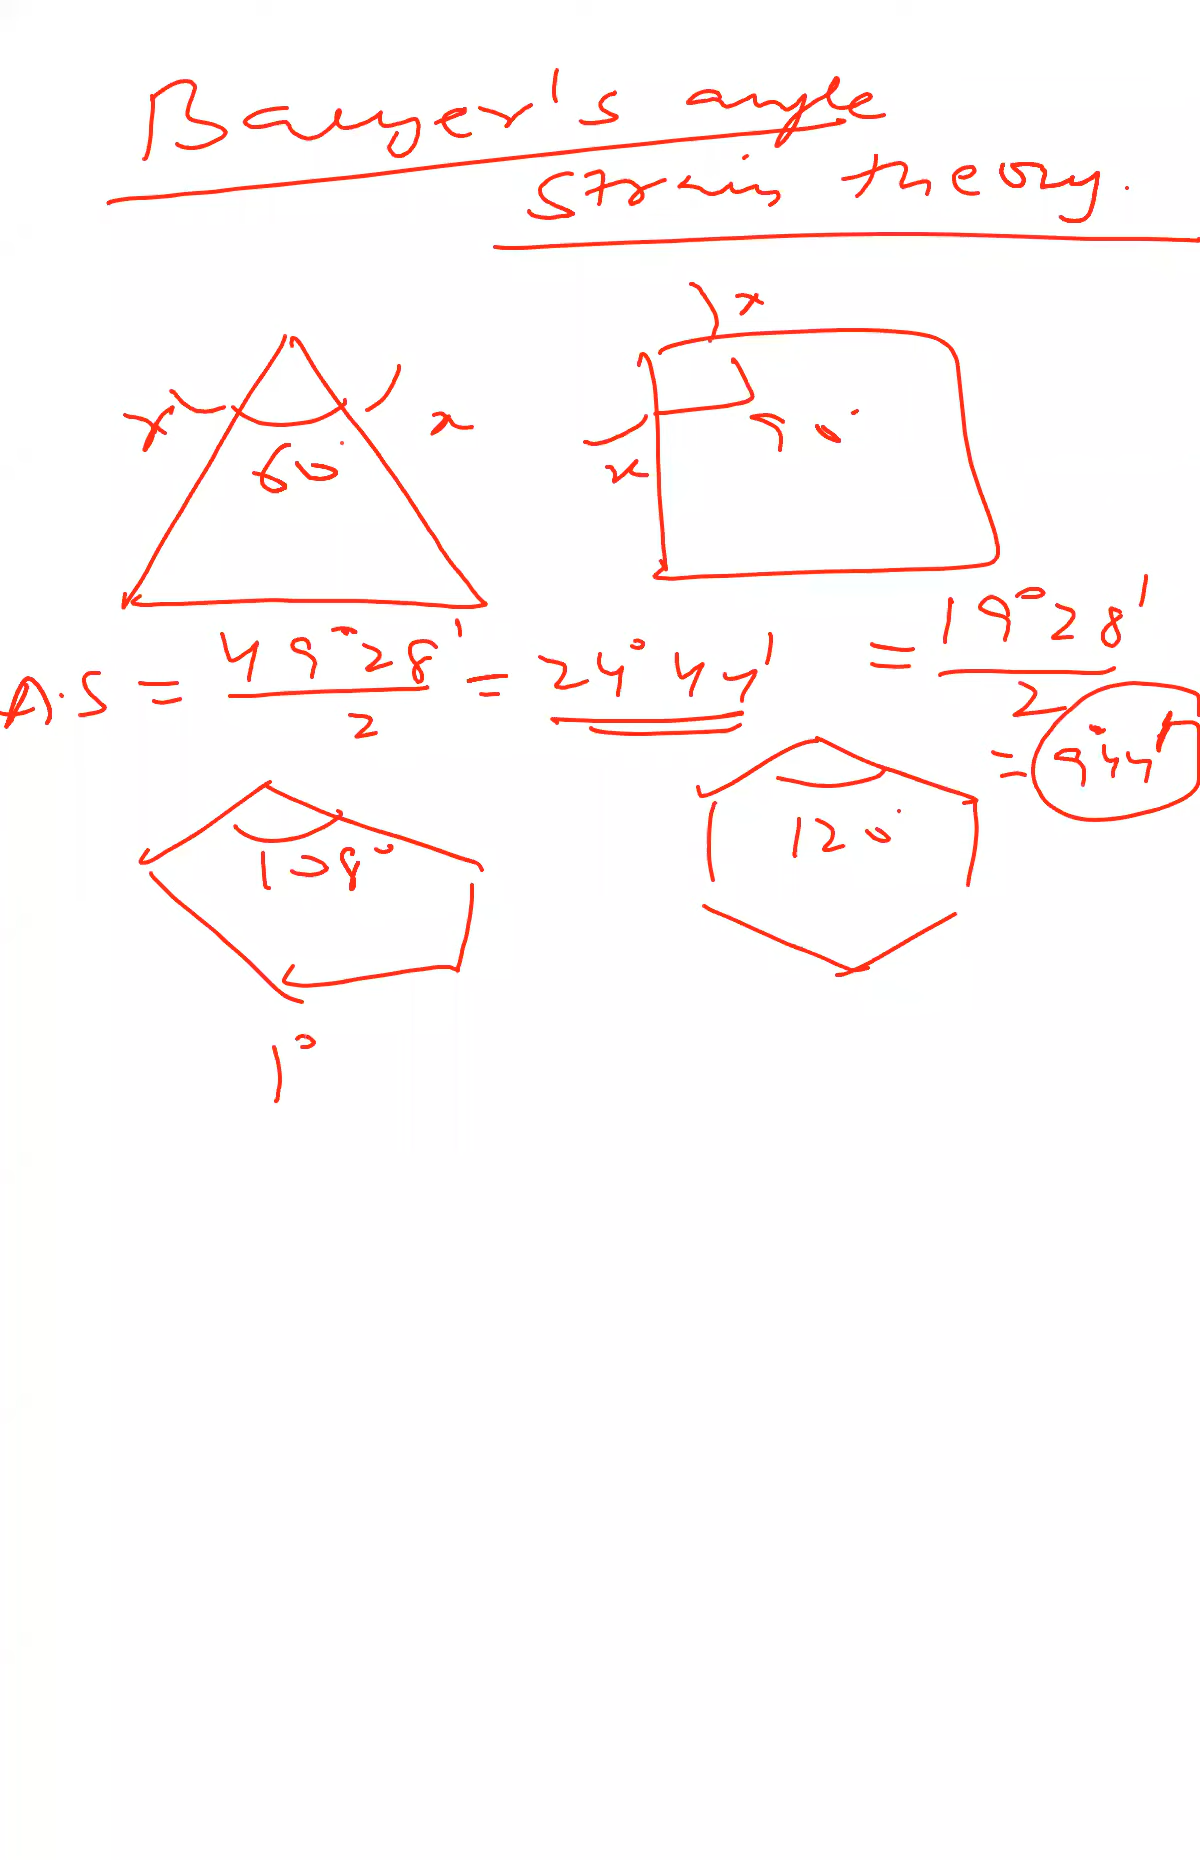 Baeyer's angle
strain theory.
x 60° x
x
x 90°
A.S = 49°28'/2 = 24°44'
= 19°28'/2
= 9°44'
108°
120°
1°